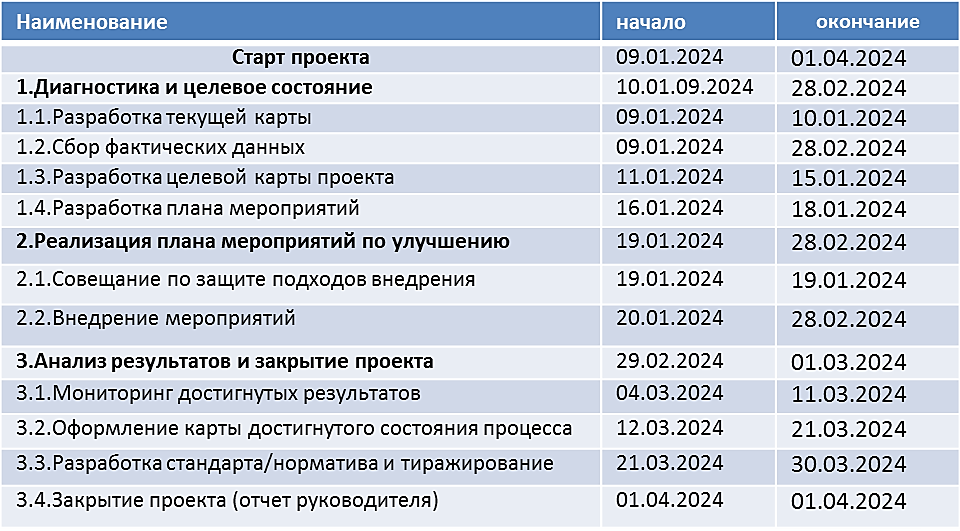 Наименование начало окончание
Старт проекта 09.01.2024 01.04.2024
1.Диагностика и целевое состояние 10.01.09.2024 28.02.2024
1.1.Разработка текущей карты 09.01.2024 10.01.2024
1.2.Сбор фактических данных 09.01.2024 28.02.2024
1.3.Разработка целевой карты проекта 11.01.2024 15.01.2024
1.4.Разработка плана мероприятий 16.01.2024 18.01.2024
2.Реализация плана мероприятий по улучшению 19.01.2024 28.02.2024
2.1.Совещание по защите подходов внедрения 19.01.2024 19.01.2024
2.2.Внедрение мероприятий 20.01.2024 28.02.2024
3.Анализ результатов и закрытие проекта 29.02.2024 01.03.2024
3.1.Мониторинг достигнутых результатов 04.03.2024 11.03.2024
3.2.Оформление карты достигнутого состояния процесса 12.03.2024 21.03.2024
3.3.Разработка стандарта/норматива и тиражирование 21.03.2024 30.03.2024
3.4.Закрытие проекта (отчет руководителя) 01.04.2024 01.04.2024